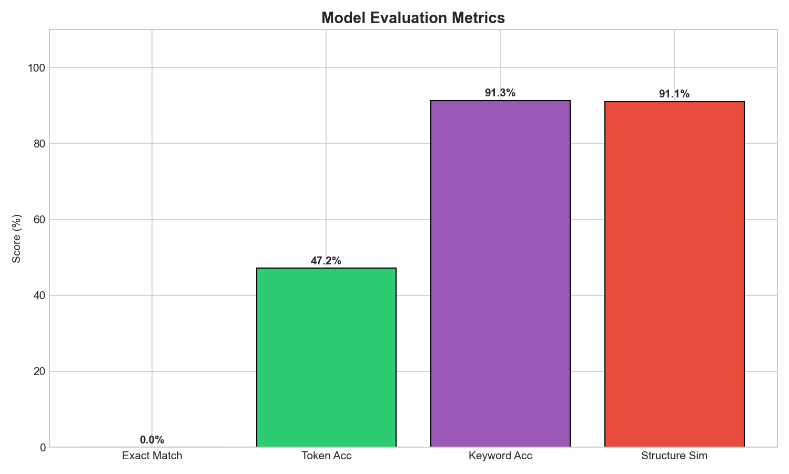 Model Evaluation Metrics
Score (%)
100
80
60
40
20
0
0.0%
47.2%
91.3%
91.1%
Exact Match
Token Acc
Keyword Acc
Structure Sim